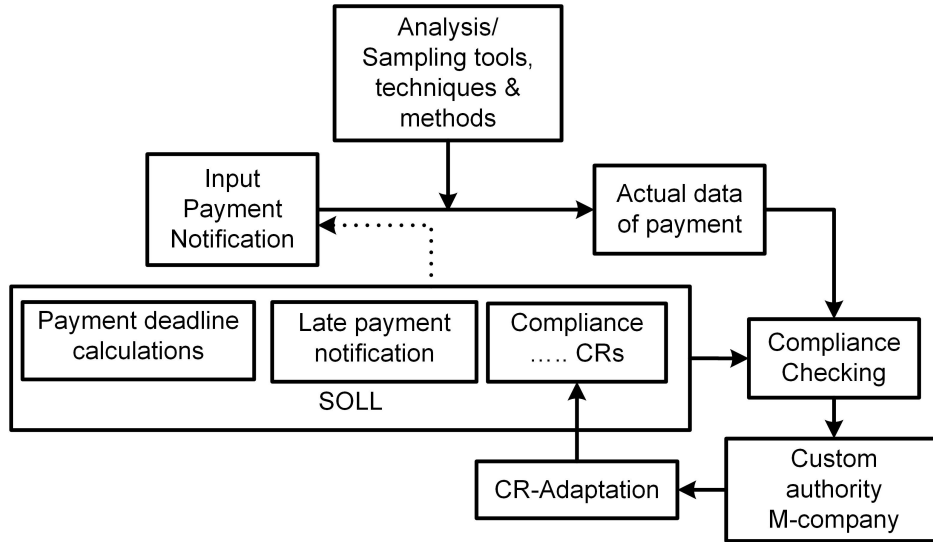 Analysis/
Sampling tools,
techniques &
methods
Input
Payment
Notification
Actual data
of payment
Payment deadline
calculations
Late payment
notification
Compliance
….. CRs
SOLL
Compliance
Checking
CR-Adaptation
Custom
authority
M-company